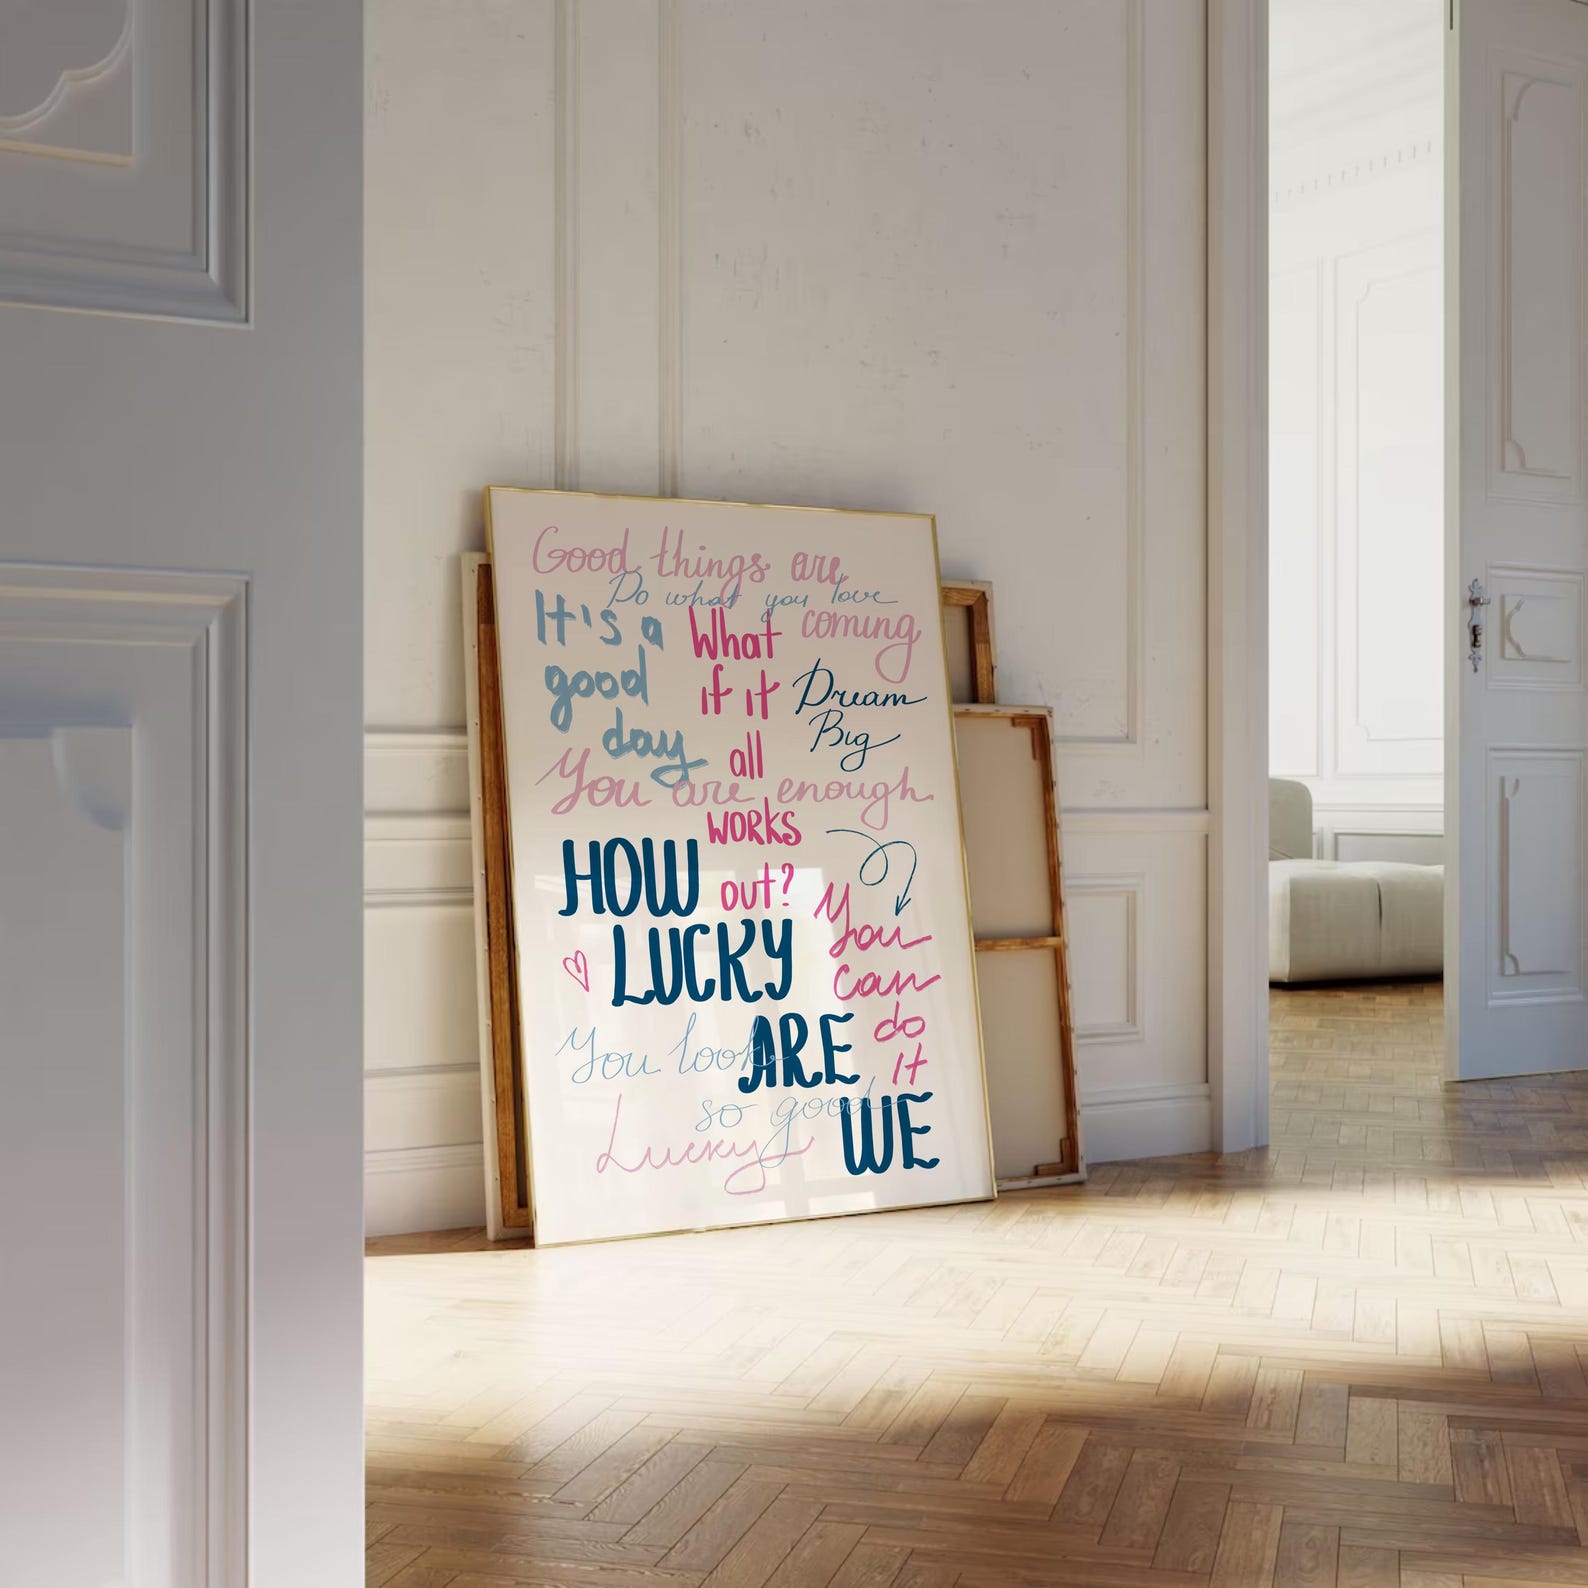 Good things are
Do what you love
coming
It's a
good
day
What
if it
all
works
out?
Dream
Big
You are enough
HOW
LUCKY
ARE
WE
You
can
do
it
You look
so good
Lucky